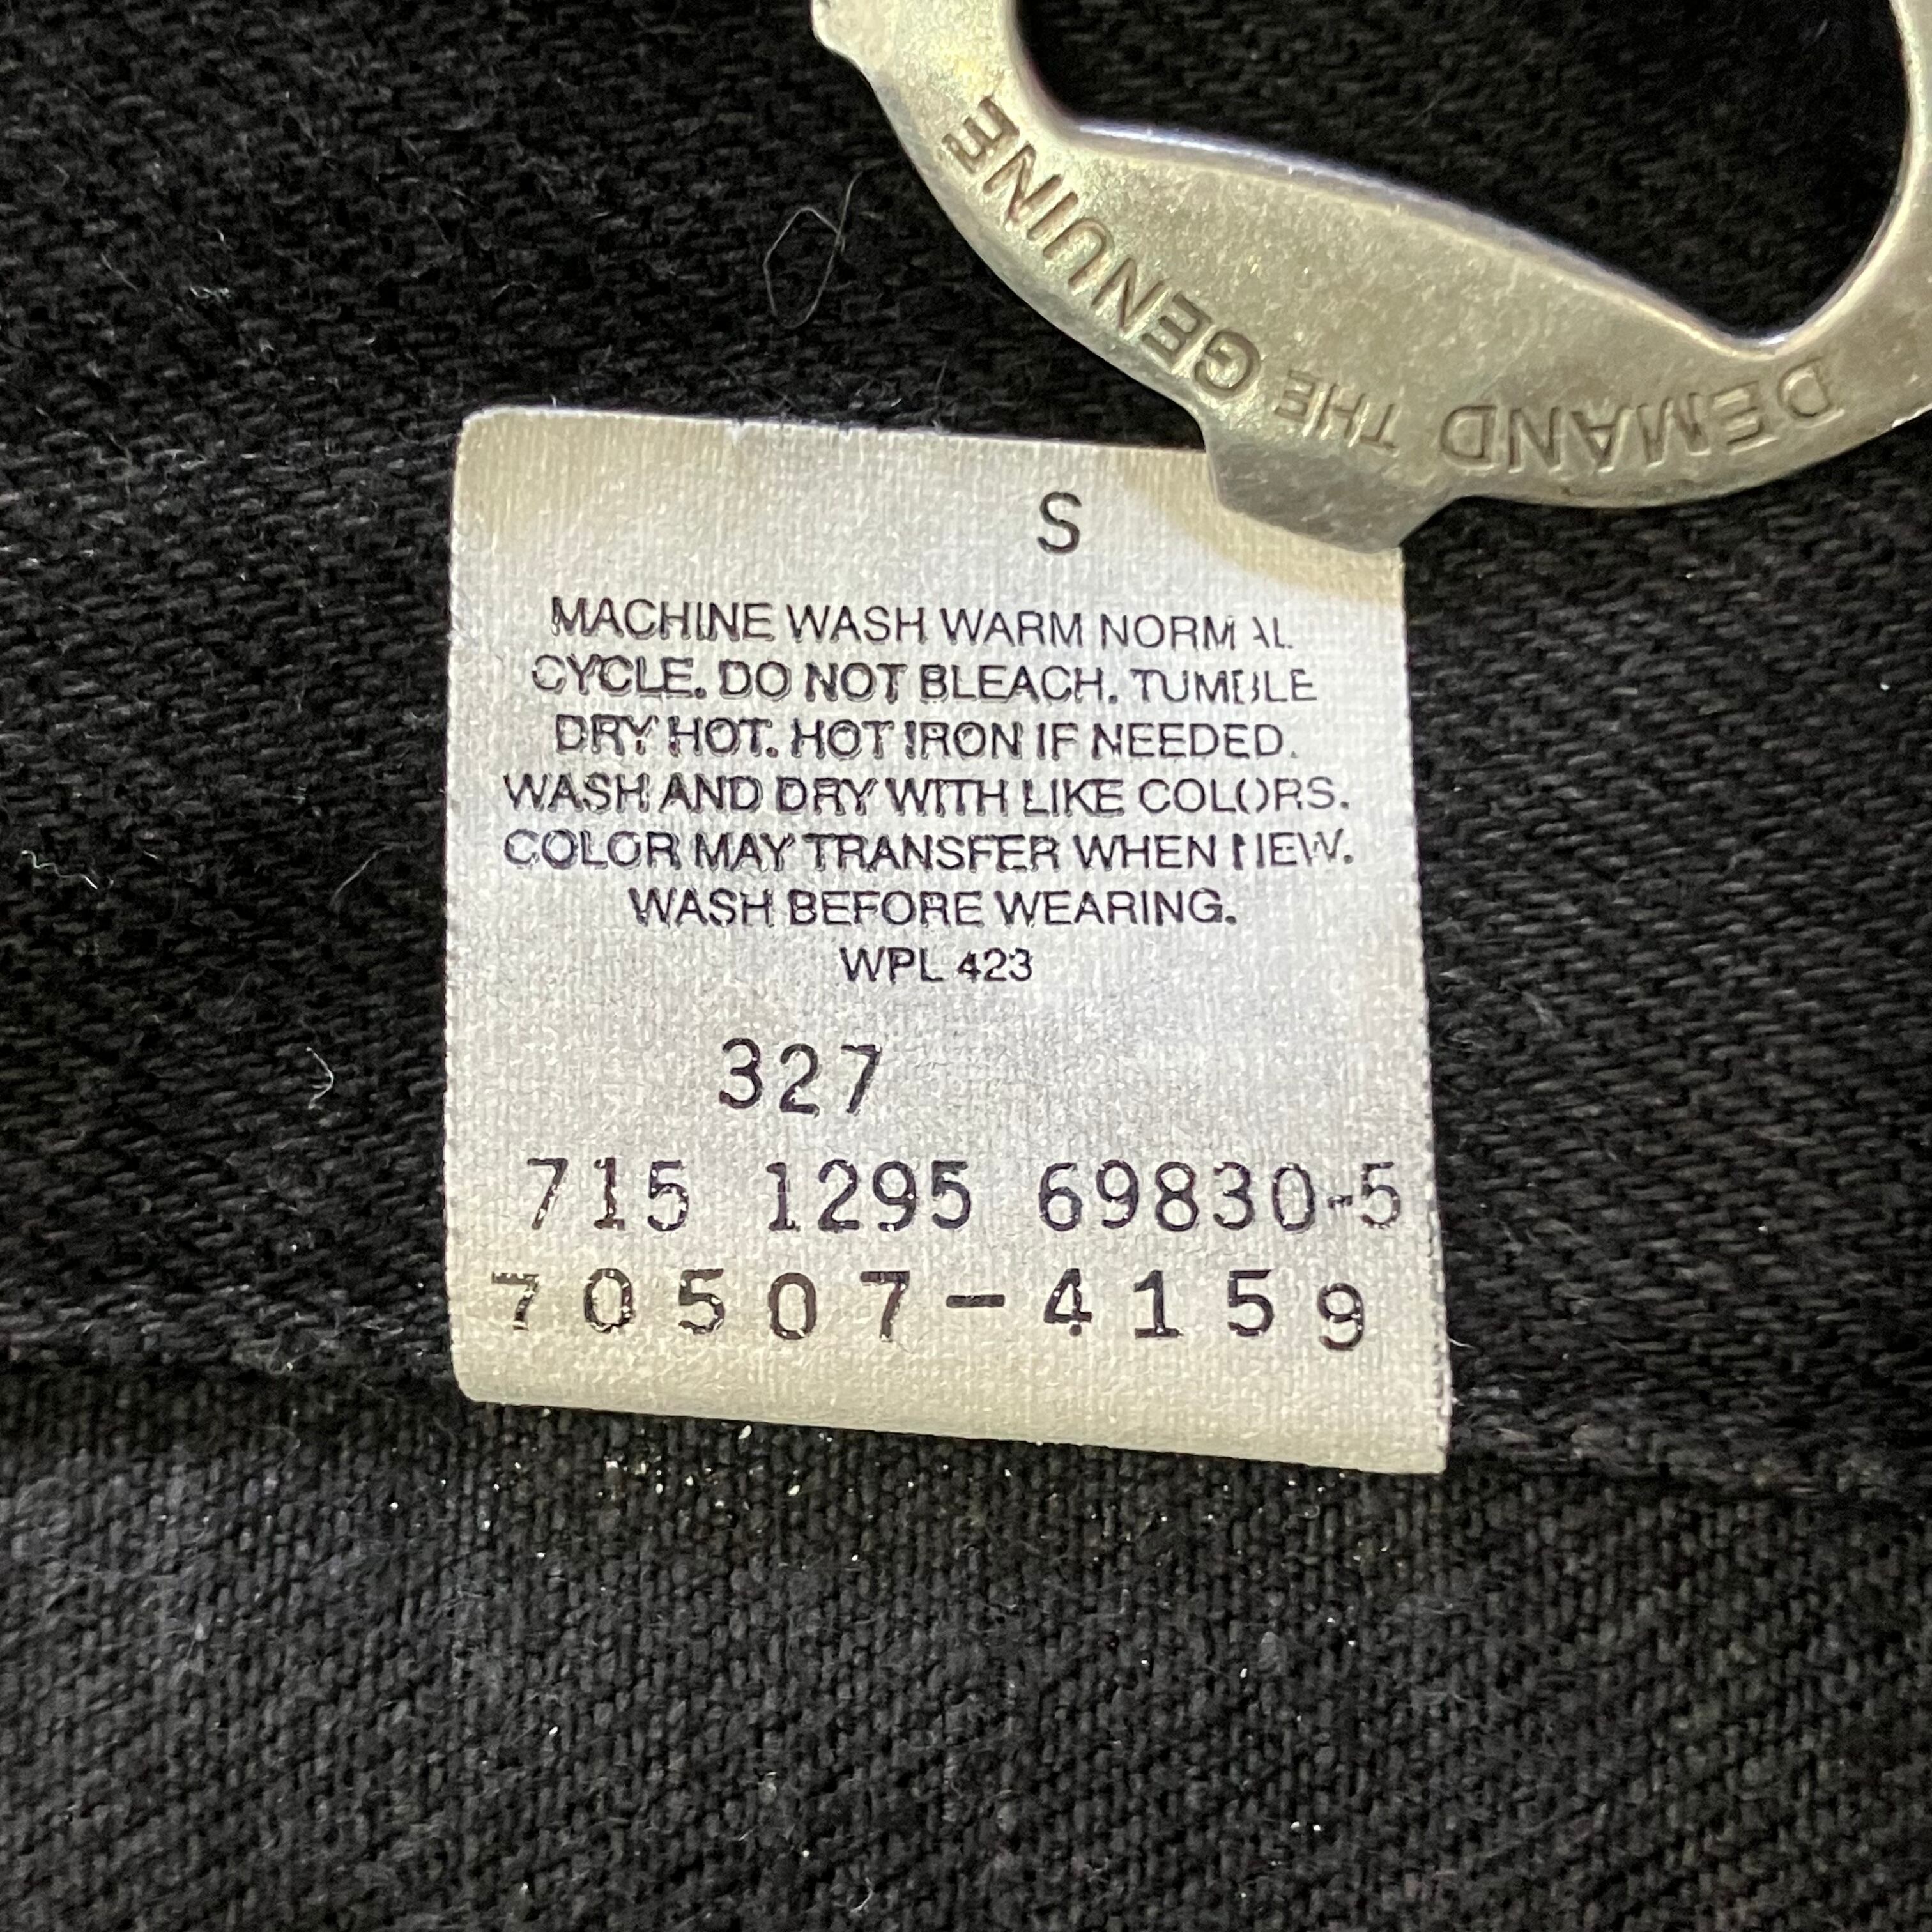 DEMAND THE GENUINE
S
MACHINE WASH WARM NORMAL
CYCLE. DO NOT BLEACH. TUMBLE
DRY HOT. HOT IRON IF NEEDED.
WASH AND DRY WITH LIKE COLORS.
COLOR MAY TRANSFER WHEN NEW.
WASH BEFORE WEARING.
WPL 423
327
715 1295 69830-5
70507-4159